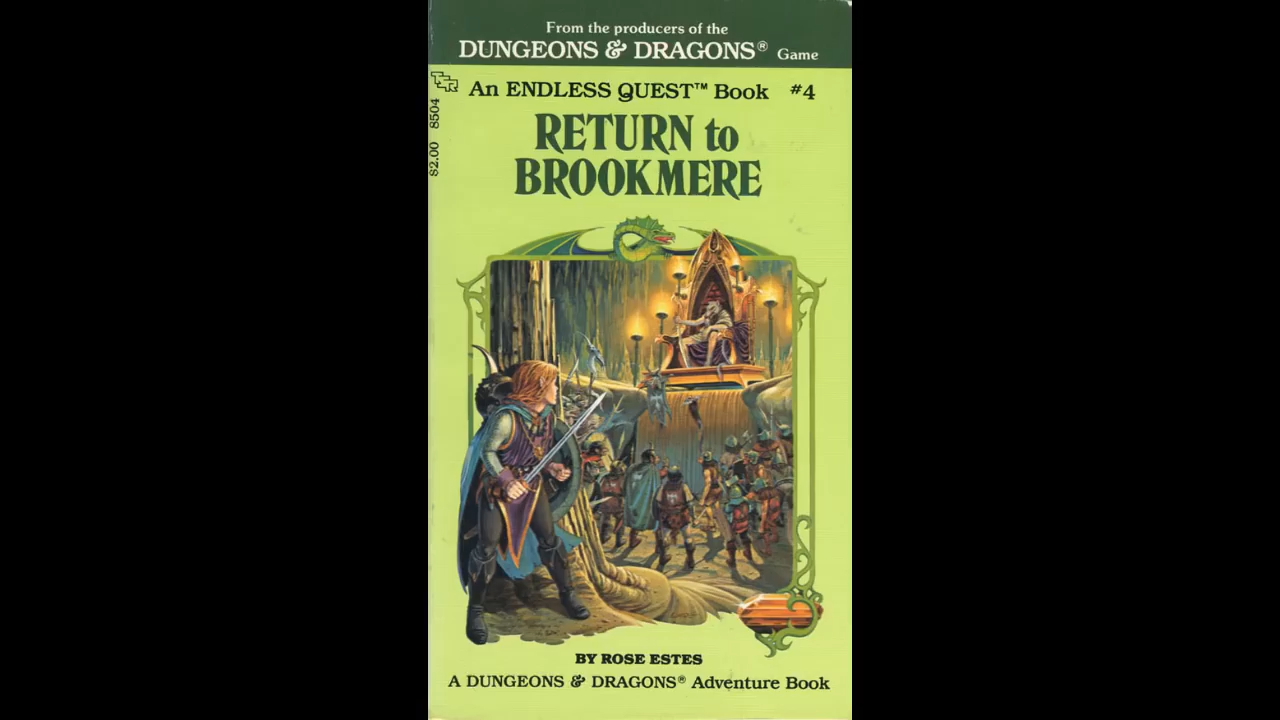 From the producers of the
DUNGEONS & DRAGONS® Game
TSR
An ENDLESS QUEST™ Book #4
8504
$2.00
RETURN to
BROOKMERE
BY ROSE ESTES
A DUNGEONS & DRAGONS® Adventure Book